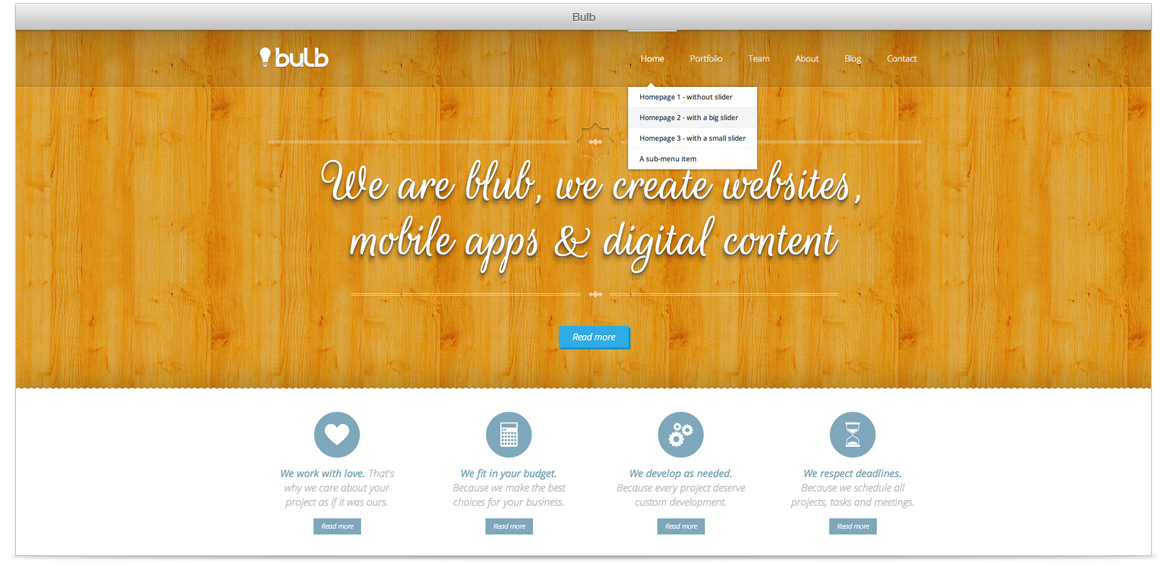 Bulb
bulb
Home Portfolio Team About Blog Contact
Homepage 1 - without slider
Homepage 2 - with a big slider
Homepage 3 - with a small slider
A sub-menu item
We are blub, we create websites,
mobile apps & digital content
Read more
We work with love. That's
why we care about your
project as if it was ours.
Read more
We fit in your budget.
Because we make the best
choices for your business.
Read more
We develop as needed.
Because every project deserve
custom development.
Read more
We respect deadlines.
Because we schedule all
projects, tasks and meetings.
Read more